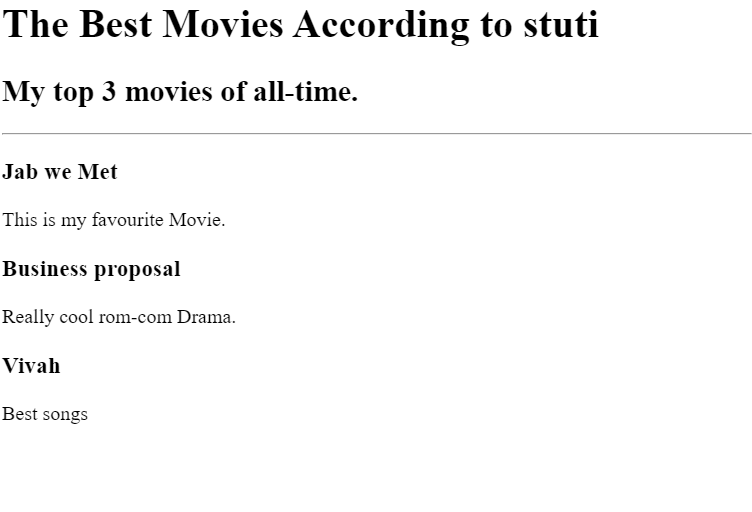 The Best Movies According to stuti
My top 3 movies of all-time.
Jab we Met
This is my favourite Movie.
Business proposal
Really cool rom-com Drama.
Vivah
Best songs